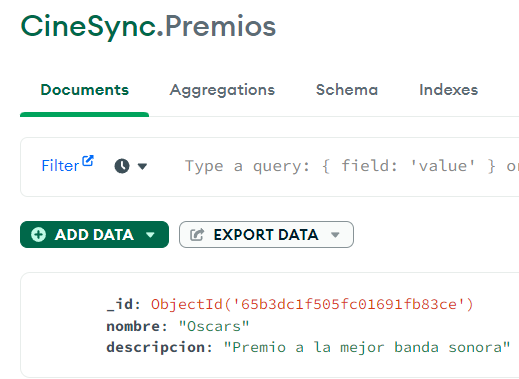 CineSync.Premios
Documents Aggregations Schema Indexes
Filter Type a query: { field: 'value' } or
ADD DATA EXPORT DATA
_id: ObjectId('65b3dc1f505fc01691fb83ce')
nombre: "Oscars"
descripcion: "Premio a la mejor banda sonora"